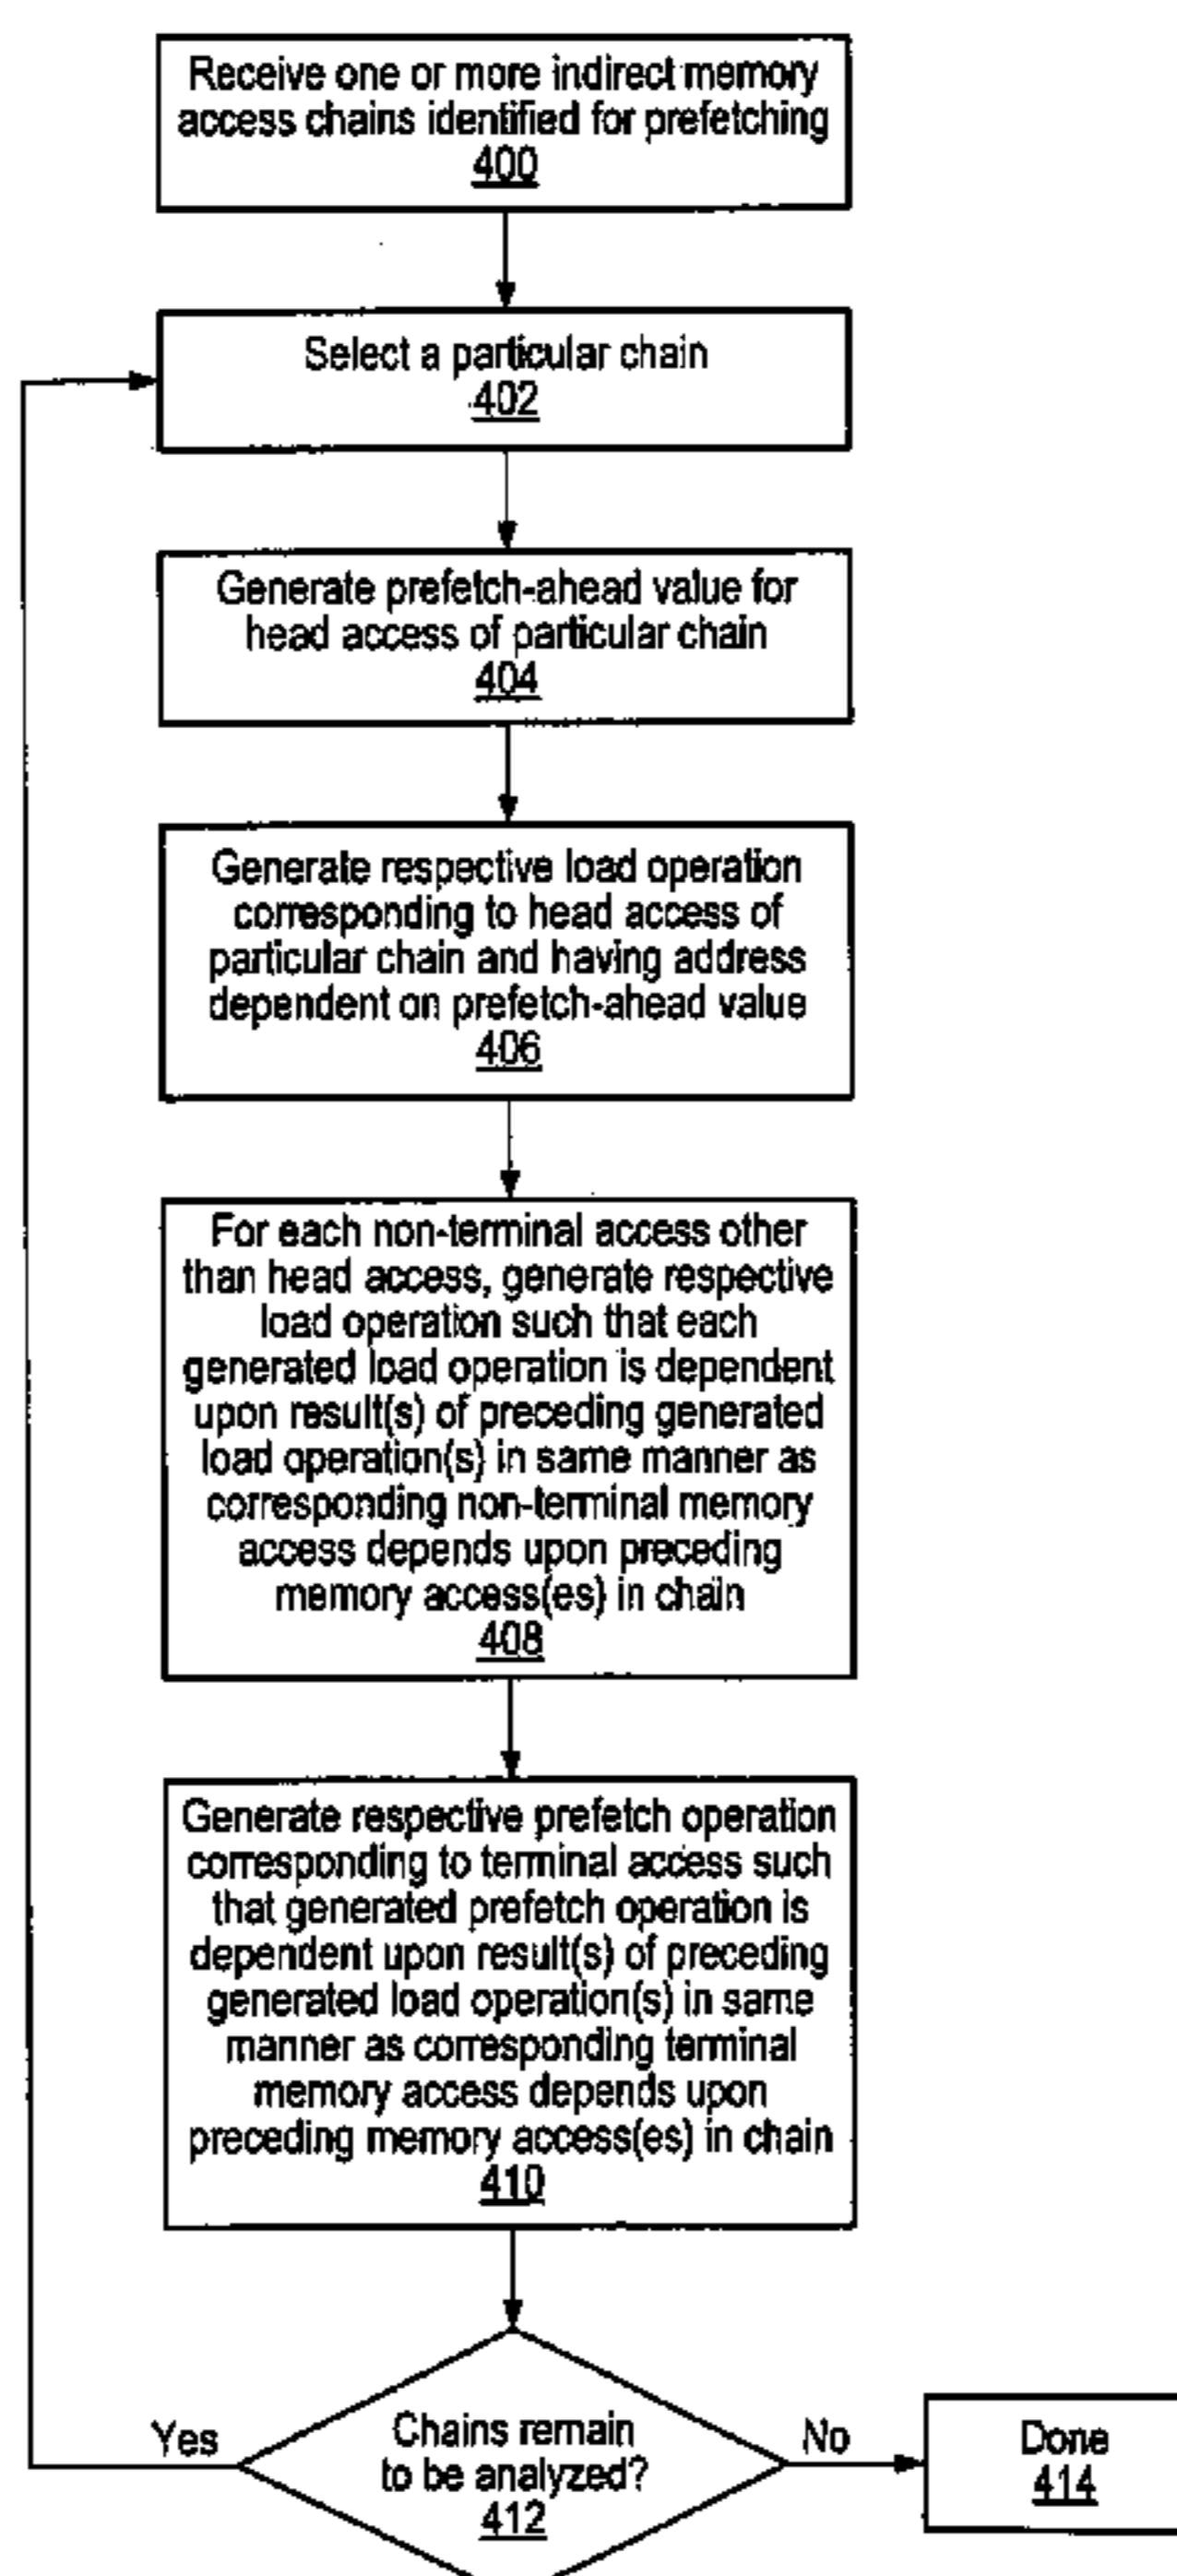 Receive one or more indirect memory
access chains identified for prefetching
400
Select a particular chain
402
Generate prefetch-ahead value for
head access of particular chain
404
Generate respective load operation
corresponding to head access of
particular chain and having address
dependent on prefetch-ahead value
406
For each non-terminal access other
than head access, generate respective
load operation such that each
generated load operation is dependent
upon result(s) of preceding generated
load operation(s) in same manner as
corresponding non-terminal memory
access depends upon preceding
memory access(es) in chain
408
Generate respective prefetch operation
corresponding to terminal access such
that generated prefetch operation is
dependent upon result(s) of preceding
generated load operation(s) in same
manner as corresponding terminal
memory access depends upon
preceding memory access(es) in chain
410
Yes
Chains remain
to be analyzed?
412
No
Done
414